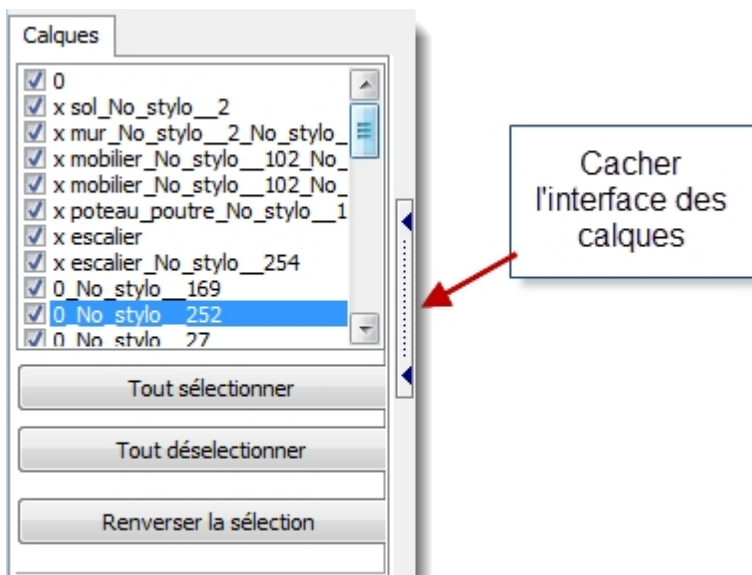 Calques
0
x sol_No_stylo__2
x mur_No_stylo__2_No_stylo_
x mobilier_No_stylo__102_No_
x mobilier_No_stylo__102_No_
x poteau_poutre_No_stylo__1
x escalier
x escalier_No_stylo__254
0_No_stylo__169
0_No_stylo__252
0_No_stylo__27
Tout sélectionner
Tout déselectionner
Renverser la sélection
Cacher
l'interface des
calques